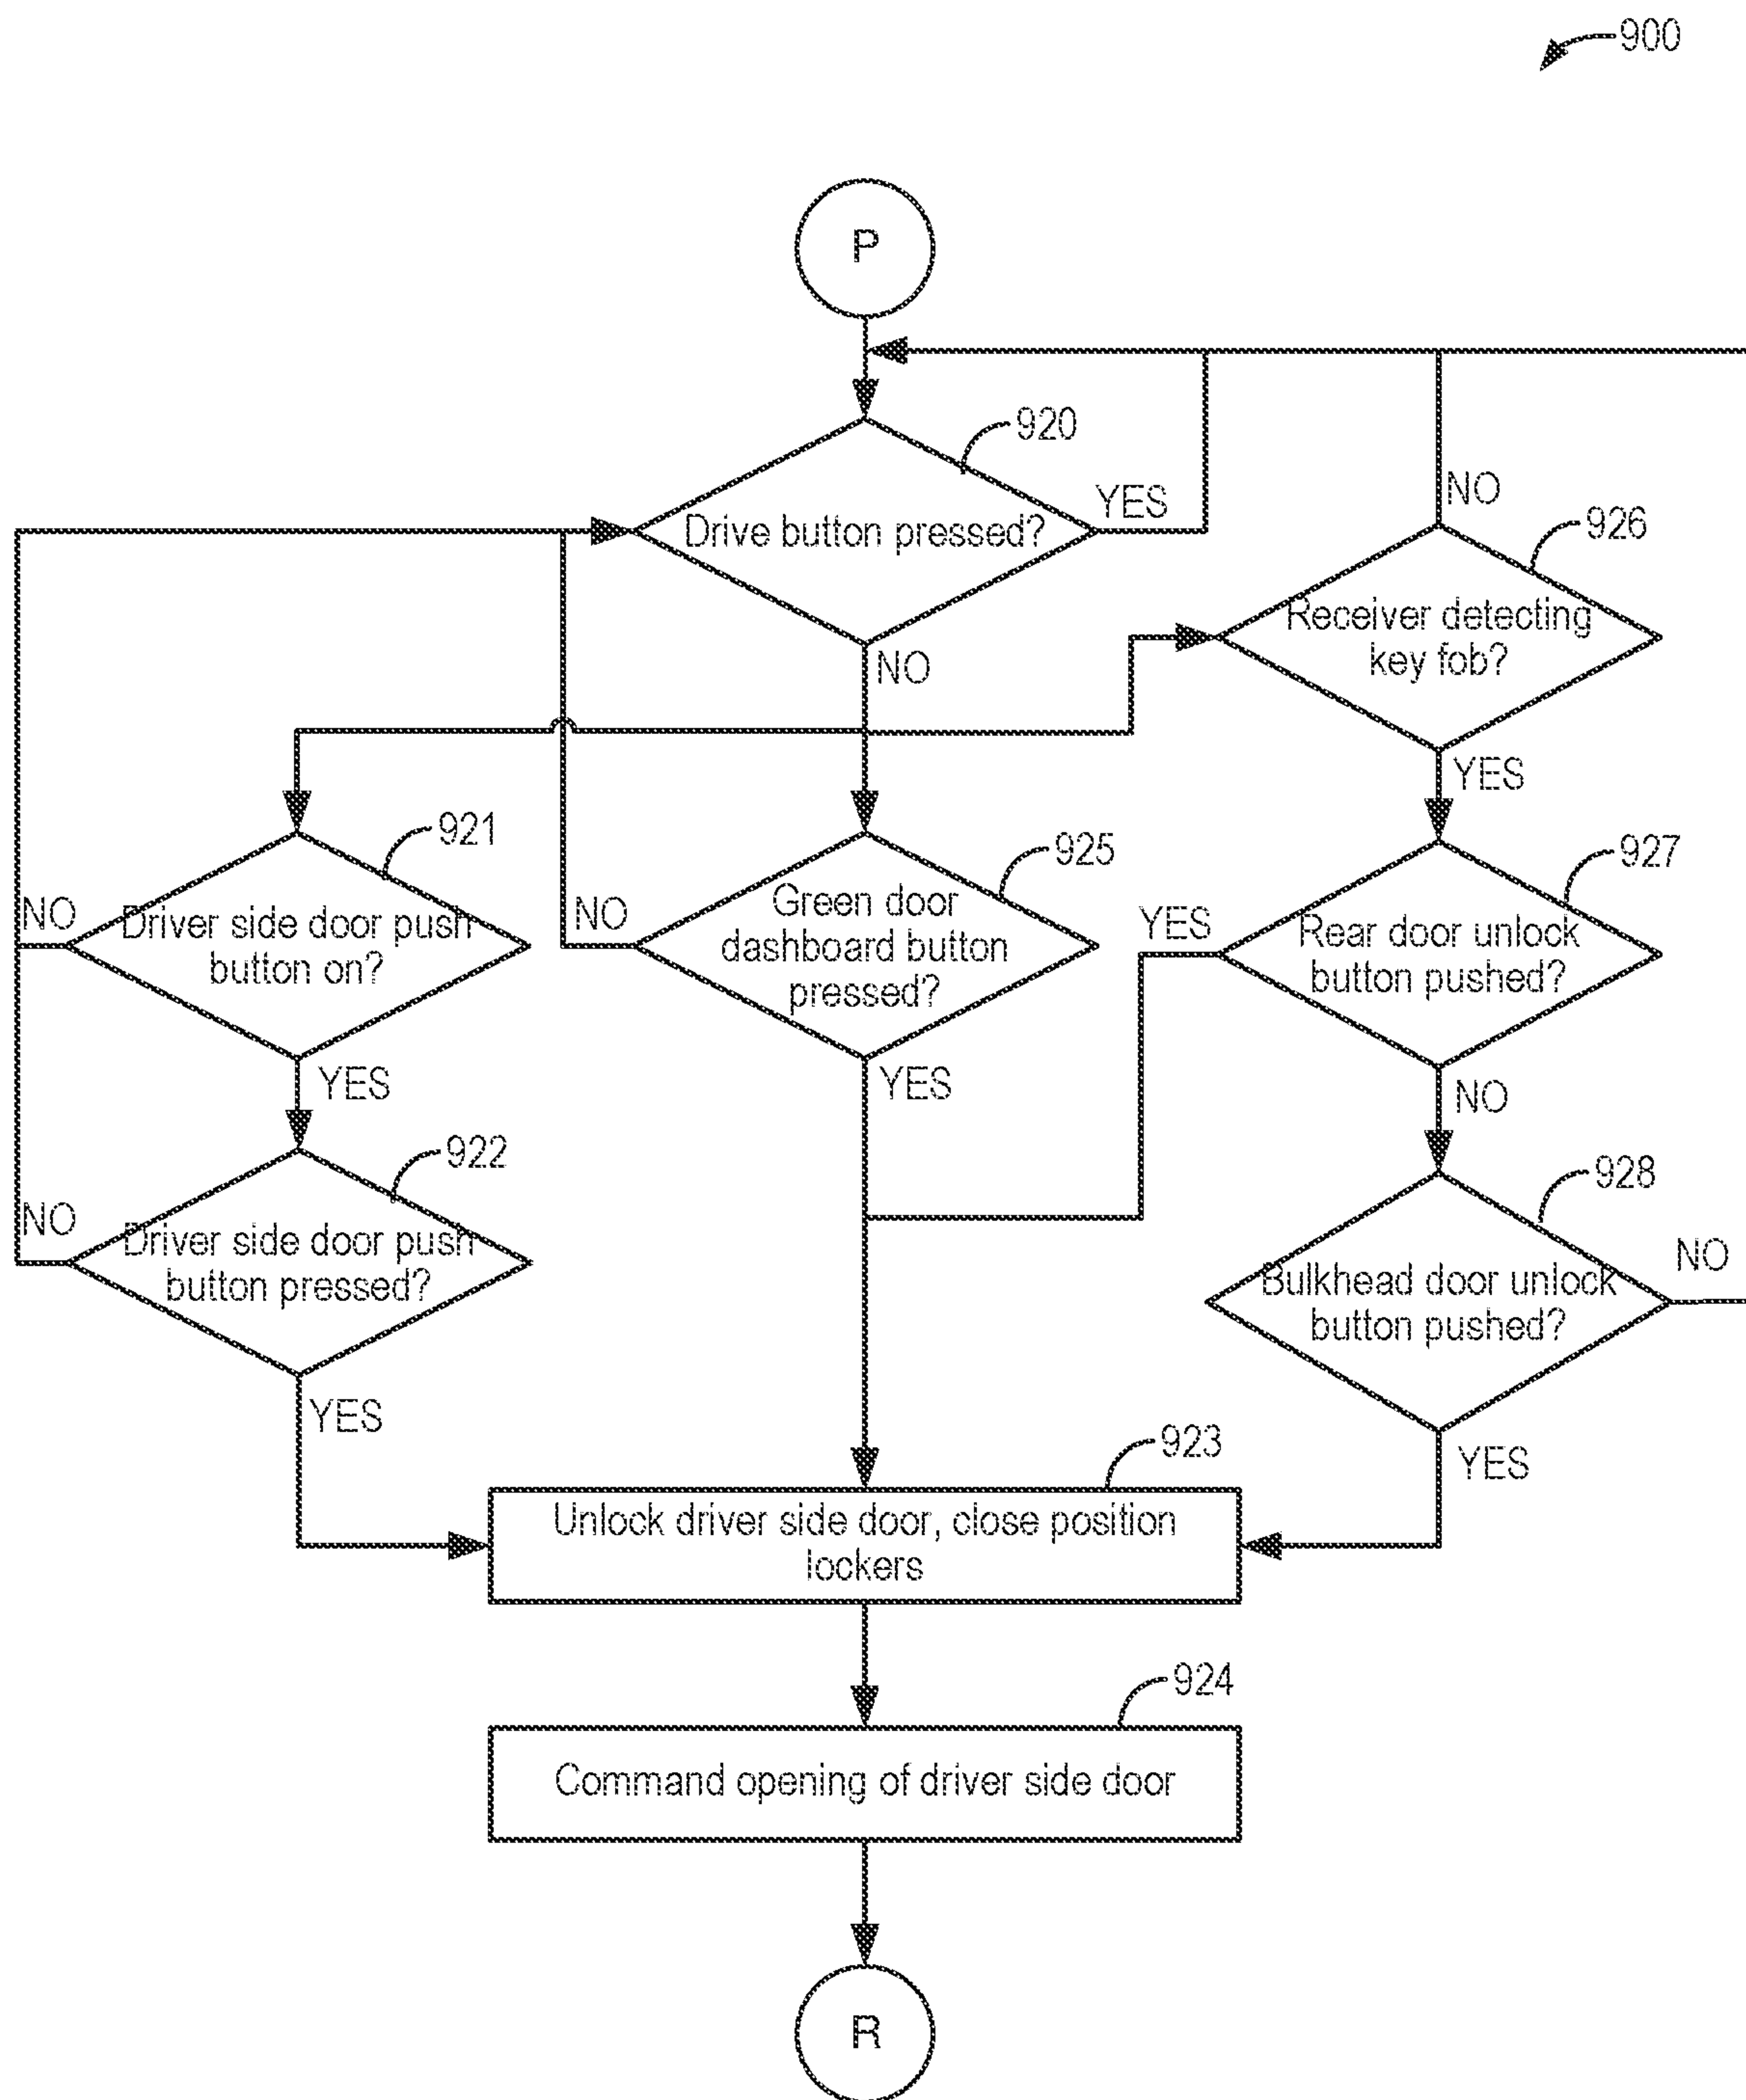 900
P
920
Drive button pressed?
YES
NO
NO
926
Receiver detecting
key fob?
YES
921
Driver side door push
button on?
NO
YES
925
Green door
dashboard button
pressed?
NO
YES
927
Rear door unlock
button pushed?
YES
NO
922
Driver side door push
button pressed?
NO
YES
928
Bulkhead door unlock
button pushed?
NO
YES
923
Unlock driver side door, close position
lockers
924
Command opening of driver side door
R